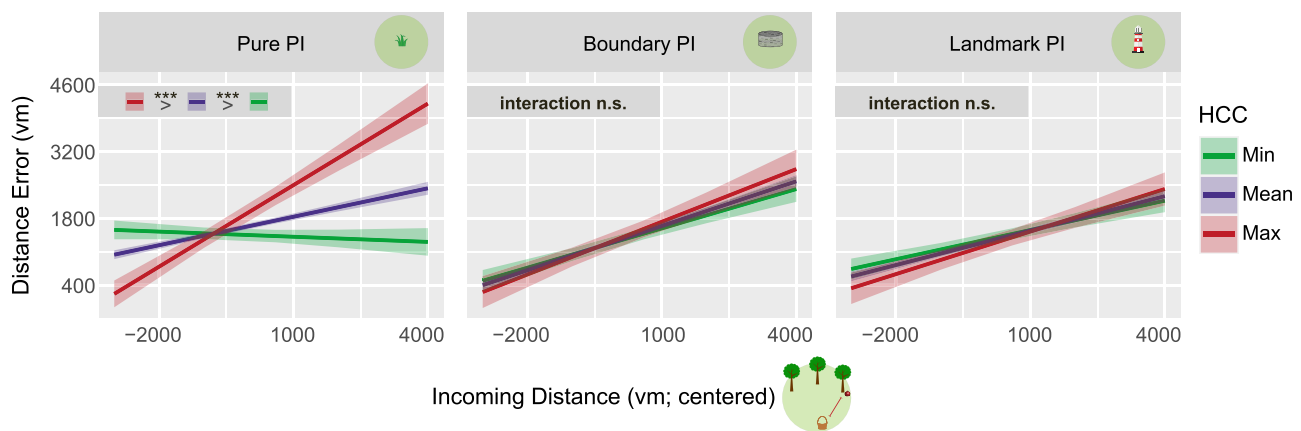 Pure PI
Boundary PI
Landmark PI
Distance Error (vm)
4600
3200
1800
400
*** ***
> >
interaction n.s.
interaction n.s.
−2000 1000 4000
−2000 1000 4000
−2000 1000 4000
Incoming Distance (vm; centered)
HCC
Min
Mean
Max